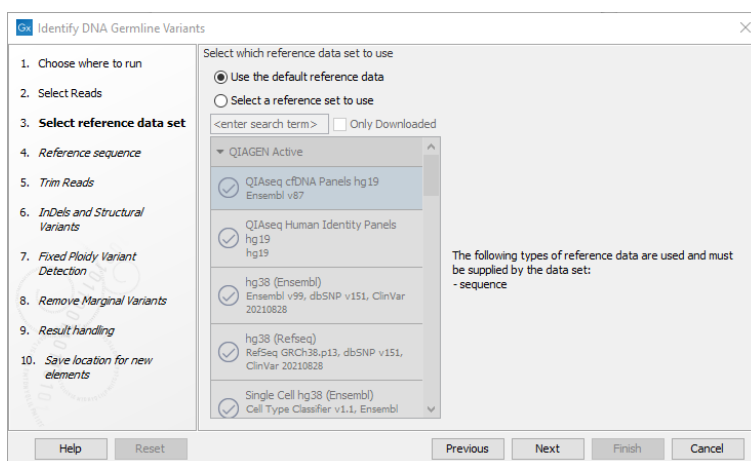 Gx Identify DNA Germline Variants
1. Choose where to run
2. Select Reads
3. Select reference data set
4. Reference sequence
5. Trim Reads
6. InDels and Structural
Variants
7. Fixed Ploidy Variant
Detection
8. Remove Marginal Variants
9. Result handling
10. Save location for new
elements
Select which reference data set to use
Use the default reference data
Select a reference set to use
<enter search term> Only Downloaded
QIAGEN Active
QIAseq cfDNA Panels hg19
Ensembl v87
QIAseq Human Identity Panels
hg19
hg19
hg38 (Ensembl)
Ensembl v99, dbSNP v151, ClinVar
20210828
hg38 (Refseq)
RefSeq GRCh38.p13, dbSNP v151,
ClinVar 20210828
Single Cell hg38 (Ensembl)
Cell Type Classifier v1.1, Ensembl
The following types of reference data are used and must
be supplied by the data set:
- sequence
Help Reset Previous Next Finish Cancel